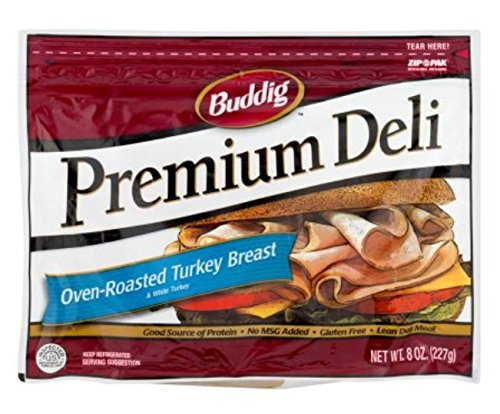 TEAR HERE!
ZIP PAK
Buddig
Premium Deli
Oven-Roasted Turkey Breast
& White Turkey
Good Source of Protein • No MSG Added • Gluten Free • Lean Deli Meat
KEEP REFRIGERATED
SERVING SUGGESTION
NET WT. 8 OZ. (227g)